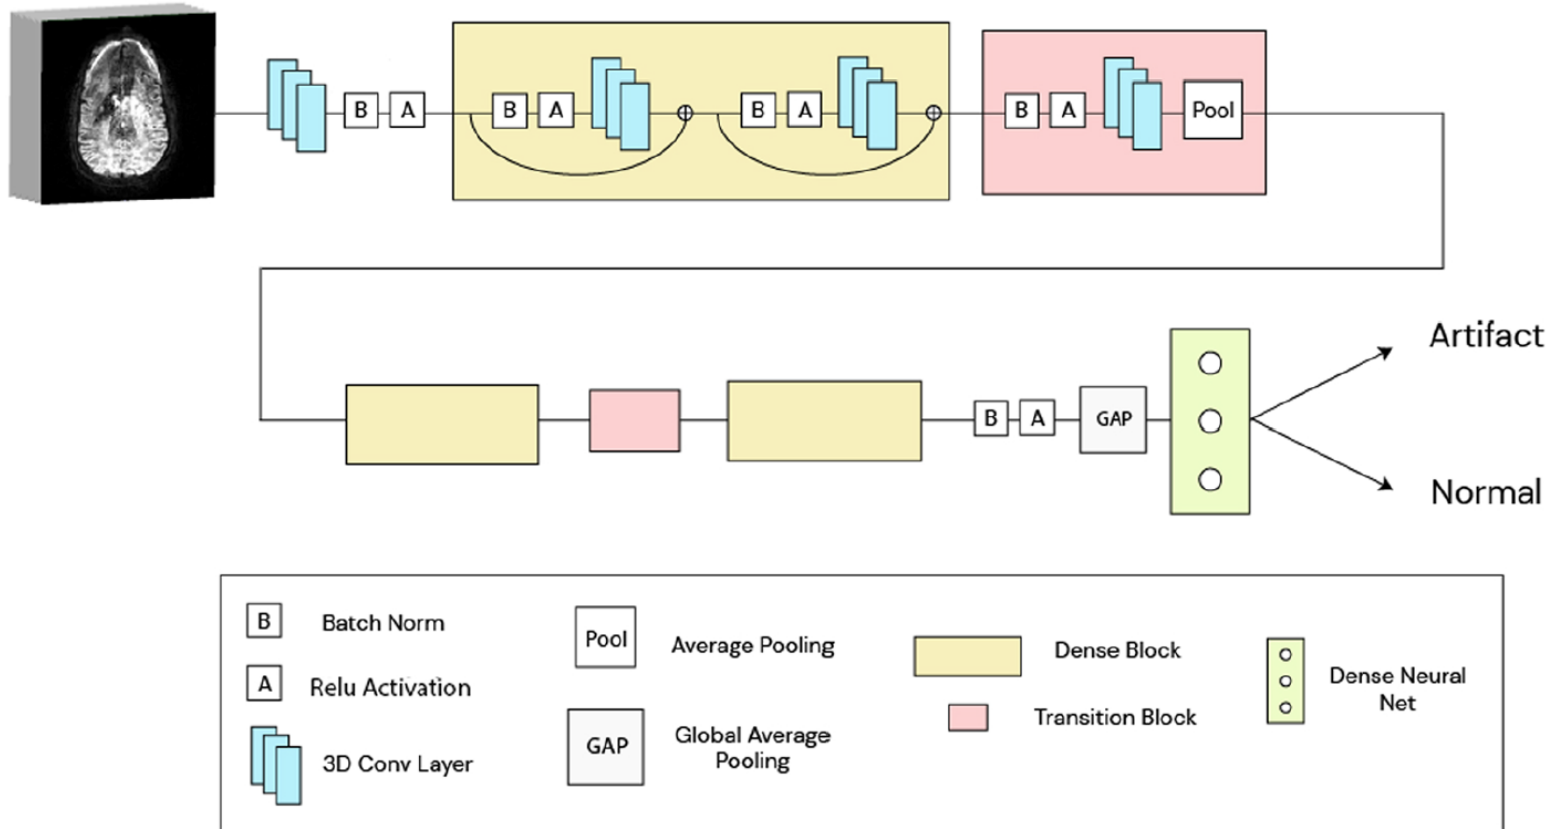 B A B A B A B A Pool
Artifact
B A GAP
Normal
B Batch Norm
Pool Average Pooling
Dense Block
Dense Neural
Net
A Relu Activation
Transition Block
GAP Global Average
Pooling
3D Conv Layer